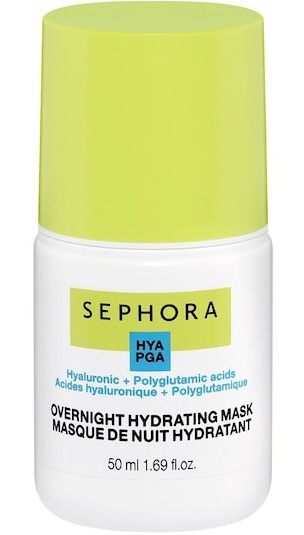 SEPHORA
HYA
PGA
Hyaluronic + Polyglutamic acids
Acides hyaluronique + Polyglutamique
OVERNIGHT HYDRATING MASK
MASQUE DE NUIT HYDRATANT
50 ml 1.69 fl.oz.